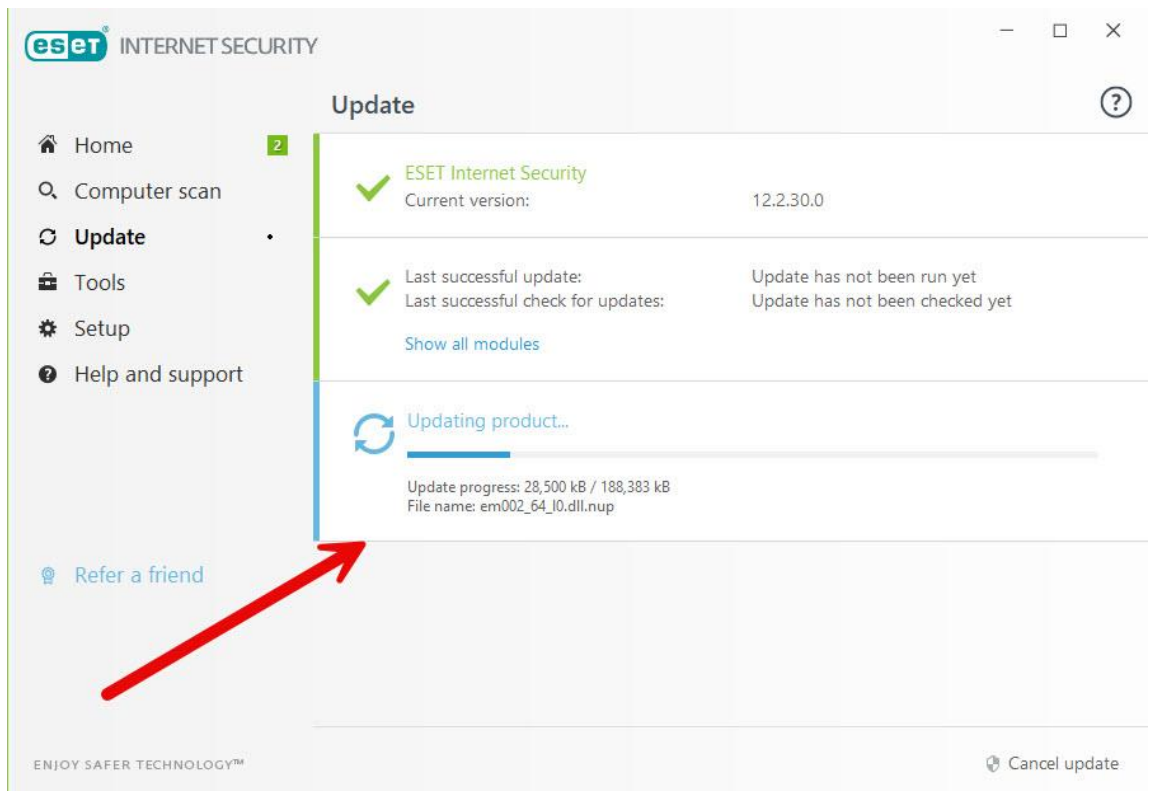 eset® INTERNET SECURITY
Update
Home 2
Computer scan
Update
Tools
Setup
Help and support
Refer a friend
ESET Internet Security
Current version: 12.2.30.0
Last successful update: Update has not been run yet
Last successful check for updates: Update has not been checked yet
Show all modules
Updating product...
Update progress: 28,500 kB / 188,383 kB
File name: em002_64_l0.dll.nup
ENJOY SAFER TECHNOLOGY™
Cancel update